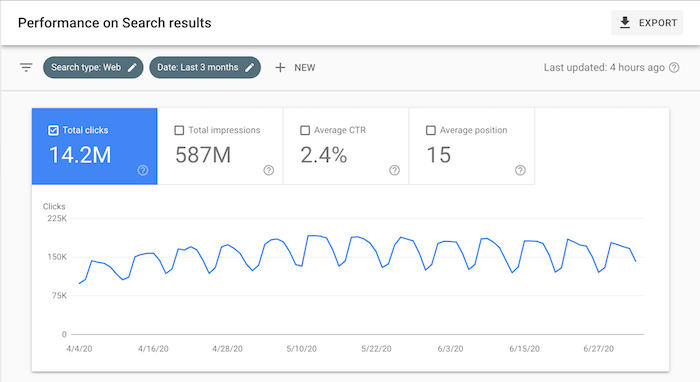 Performance on Search results
EXPORT
Search type: Web
Date: Last 3 months
NEW
Last updated: 4 hours ago
Total clicks
14.2M
Total impressions
587M
Average CTR
2.4%
Average position
15
Clicks
225K
150K
75K
0
4/4/20 4/16/20 4/28/20 5/10/20 5/22/20 6/3/20 6/15/20 6/27/20